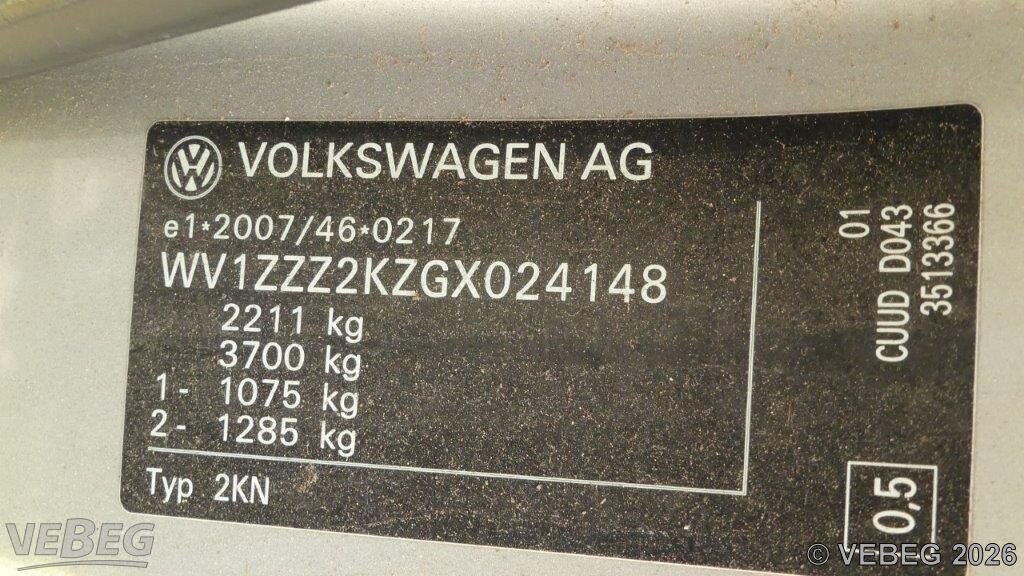 VOLKSWAGEN AG
e1*2007/46*0217
WV1ZZZ2KZGX024148
2211 kg
3700 kg
1- 1075 kg
2- 1285 kg
Typ 2KN
01
CUUD D043
3513366
0,5
VEBEG
© VEBEG 2026